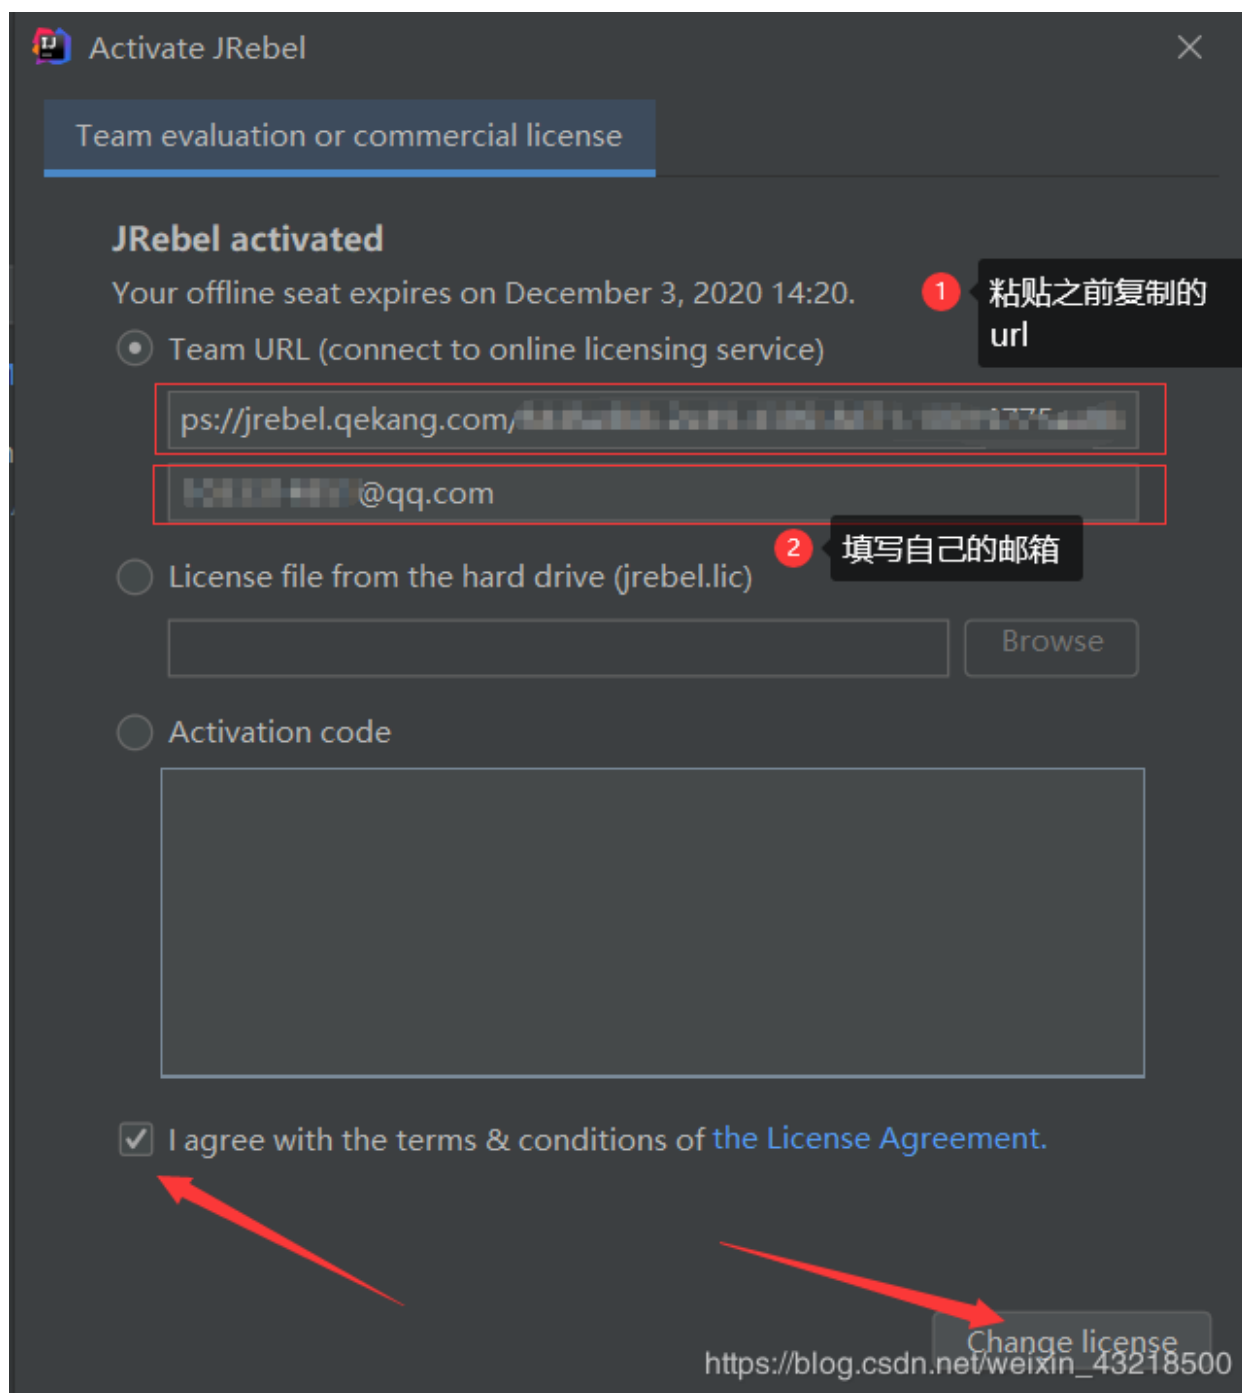 IJ
Activate JRebel
Team evaluation or commercial license
JRebel activated
Your offline seat expires on December 3, 2020 14:20.
1
粘贴之前复制的
url
Team URL (connect to online licensing service)
ps://jrebel.qekang.com/
@qq.com
2
填写自己的邮箱
License file from the hard drive (jrebel.lic)
Browse
Activation code
I agree with the terms & conditions of the License Agreement.
Change license
https://blog.csdn.net/weixin_43218500